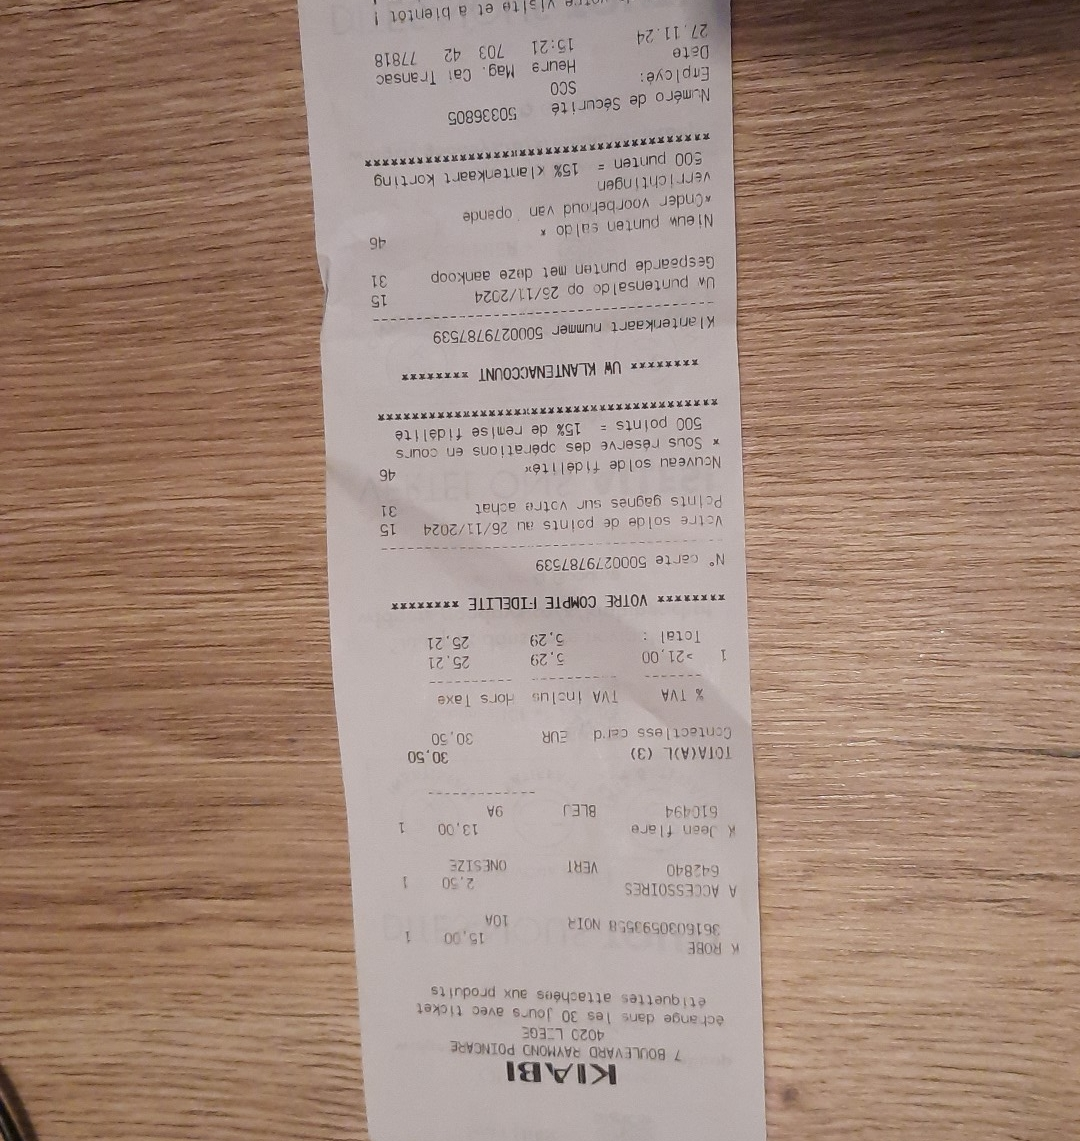 KIABI
7 BOULEVARD RAYMOND POINCARE
4020 LIEGE
échange dans les 30 jours avec ticket
étiquettes attachées aux produits
K ROBE 15,00 1
3616030593558 NOIR 10A
A ACCESSOIRES 2,50 1
642840 VERT ONESIZE
K Jean flare 13,00 1
610494 BLEU 9A
TOTA(A)L (3) 30,50
Contactless card EUR 30,50
% TVA TVA inclus Hors Taxe
1 >21,00 5,29 25,21
Total : 5,29 25,21
********* VOTRE COMPTE FIDELITE *********
N° carte 5000279787539
Votre solde de points au 26/11/2024 15
Points gagnés sur votre achat 31
Nouveau solde fidélité* 46
* Sous réserve des opérations en cours
500 points = 15% de remise fidélité
********* UW KLANTENACCOUNT *********
Klantenkaart nummer 5000279787539
Uw puntensaldo op 26/11/2024 15
Gespaarde punten met deze aankoop 31
Nieuw punten saldo * 46
*Onder voorbehoud van opende
verrichtingen
500 punten = 15% klantenkaart korting
Numéro de Sécurité 50336805
Employé: SCO
Date Heure Mag. Cai Transac
27.11.24 15:21 703 42 77818
votre visite et à bientôt !